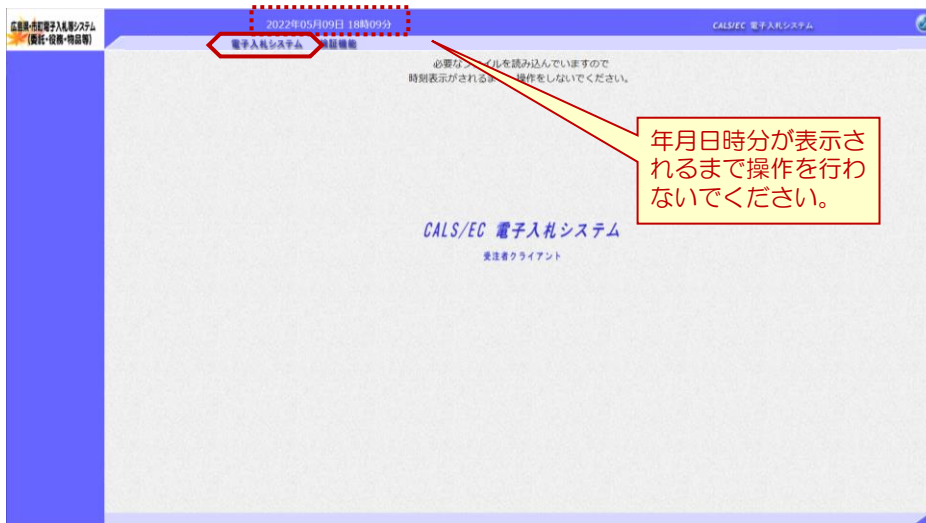 広島県・市町電子入札等システム
(委託・役務・物品等)
2022年05月09日 18時09分
CALS/EC 電子入札システム
電子入札システム 検証機能
必要なファイルを読み込んでいますので
時刻表示がされるまで操作をしないでください。
年月日時分が表示さ
れるまで操作を行わ
ないでください。
CALS/EC 電子入札システム
受注者クライアント